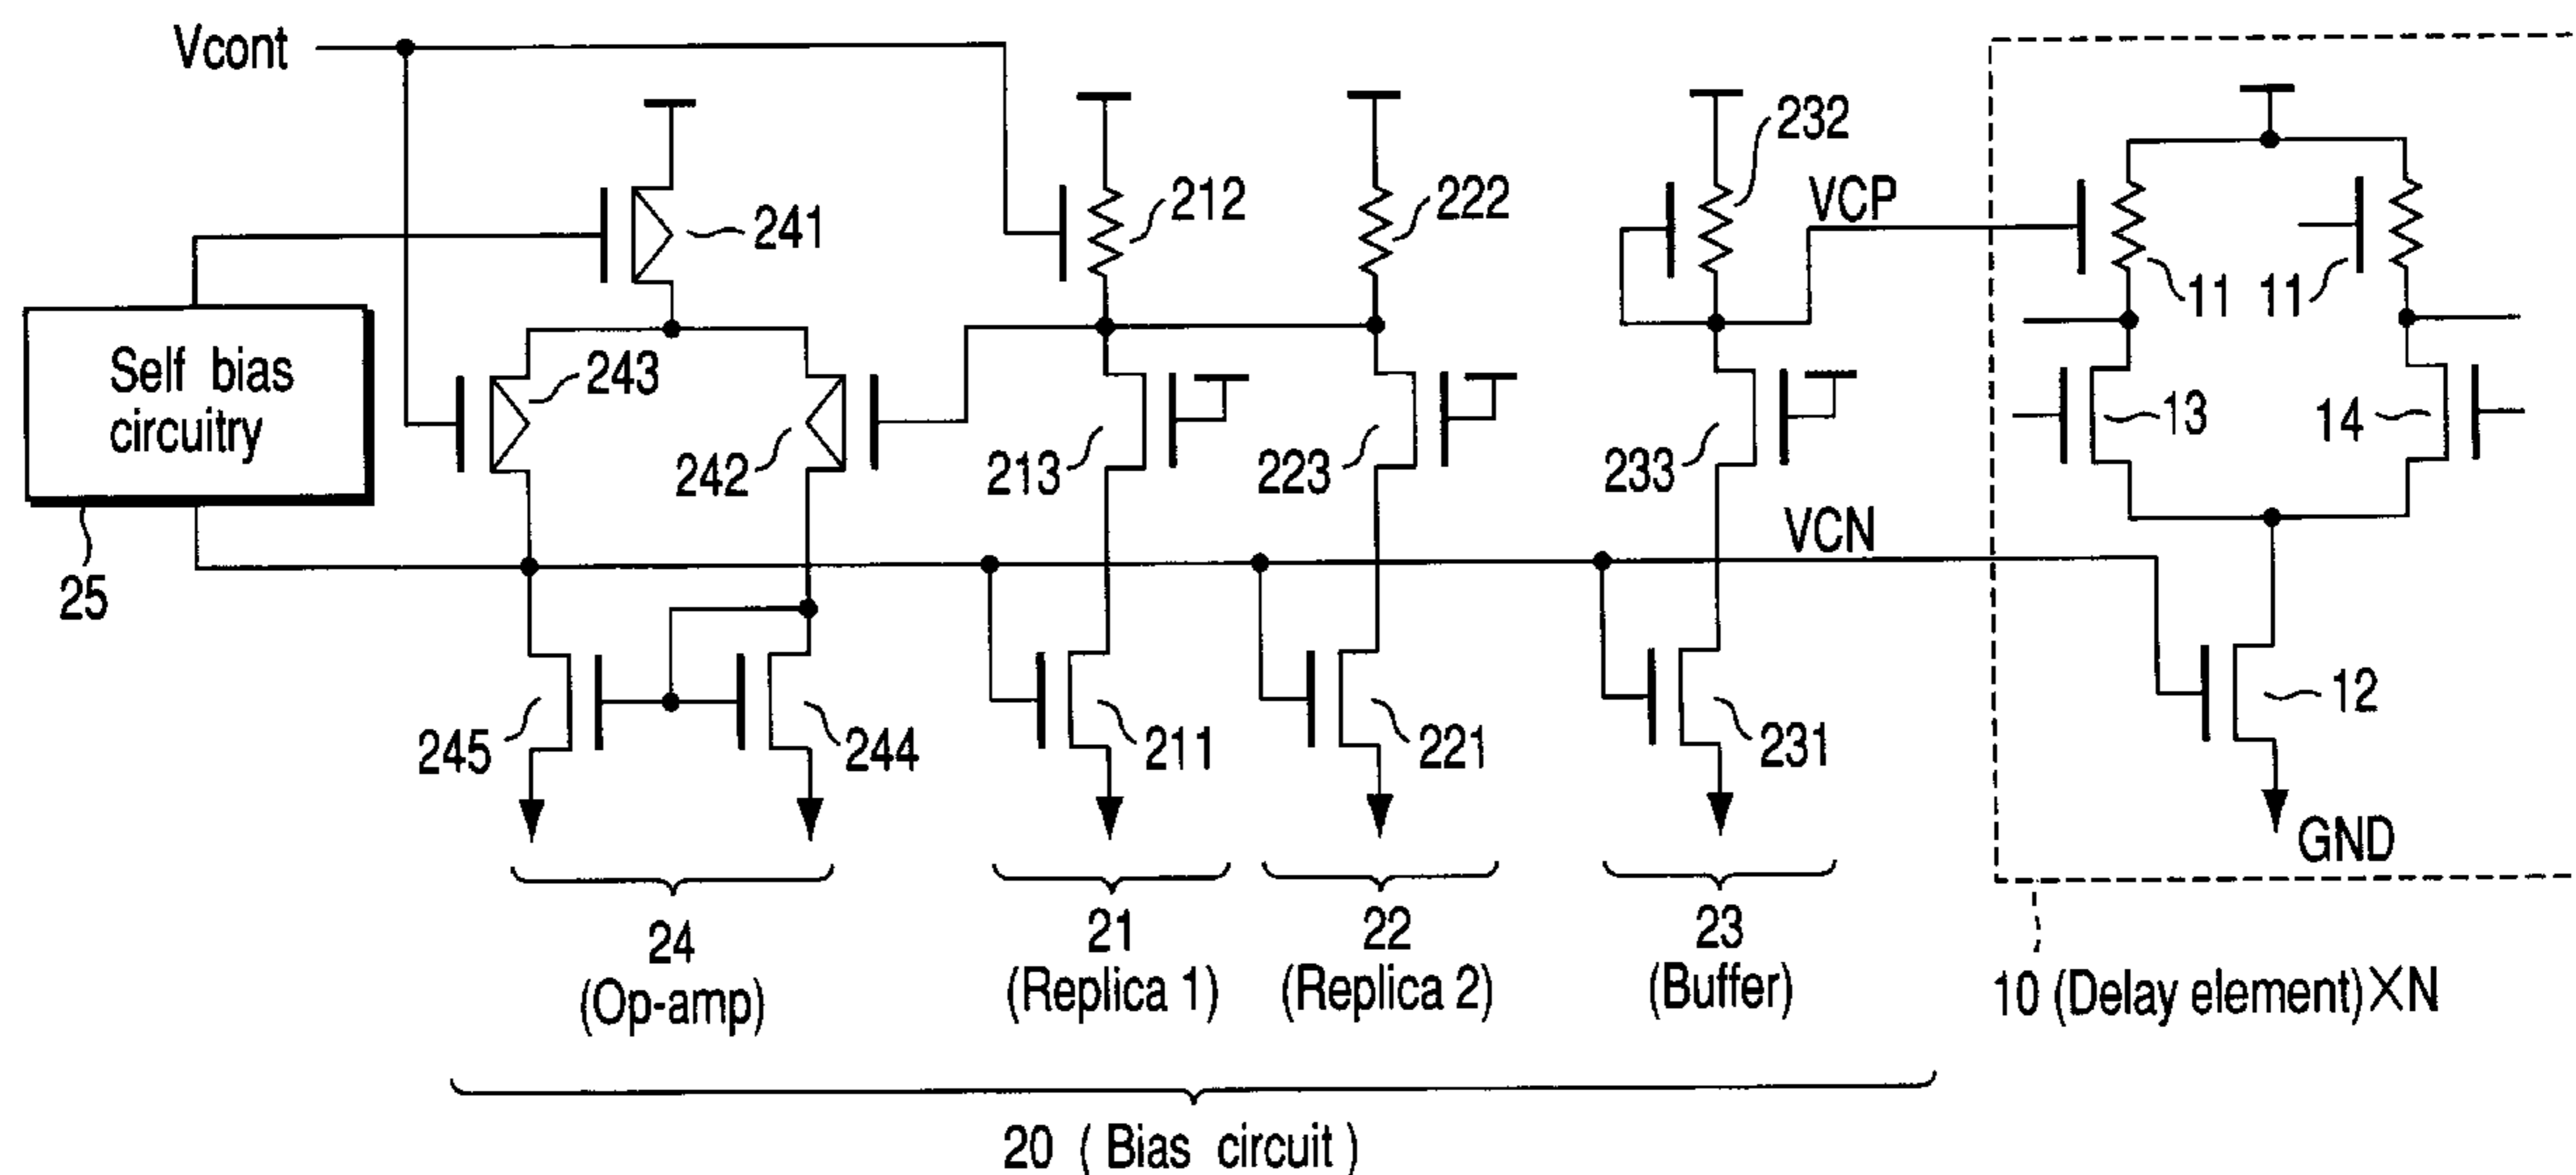 Vcont
232
VCP
241
212
222
11
11
Self bias
circuitry
243
242
213
223
233
13
14
VCN
25
245
244
211
221
231
12
GND
24
(Op-amp)
21
(Replica 1)
22
(Replica 2)
23
(Buffer)
10 (Delay element)XN
20 ( Bias circuit )